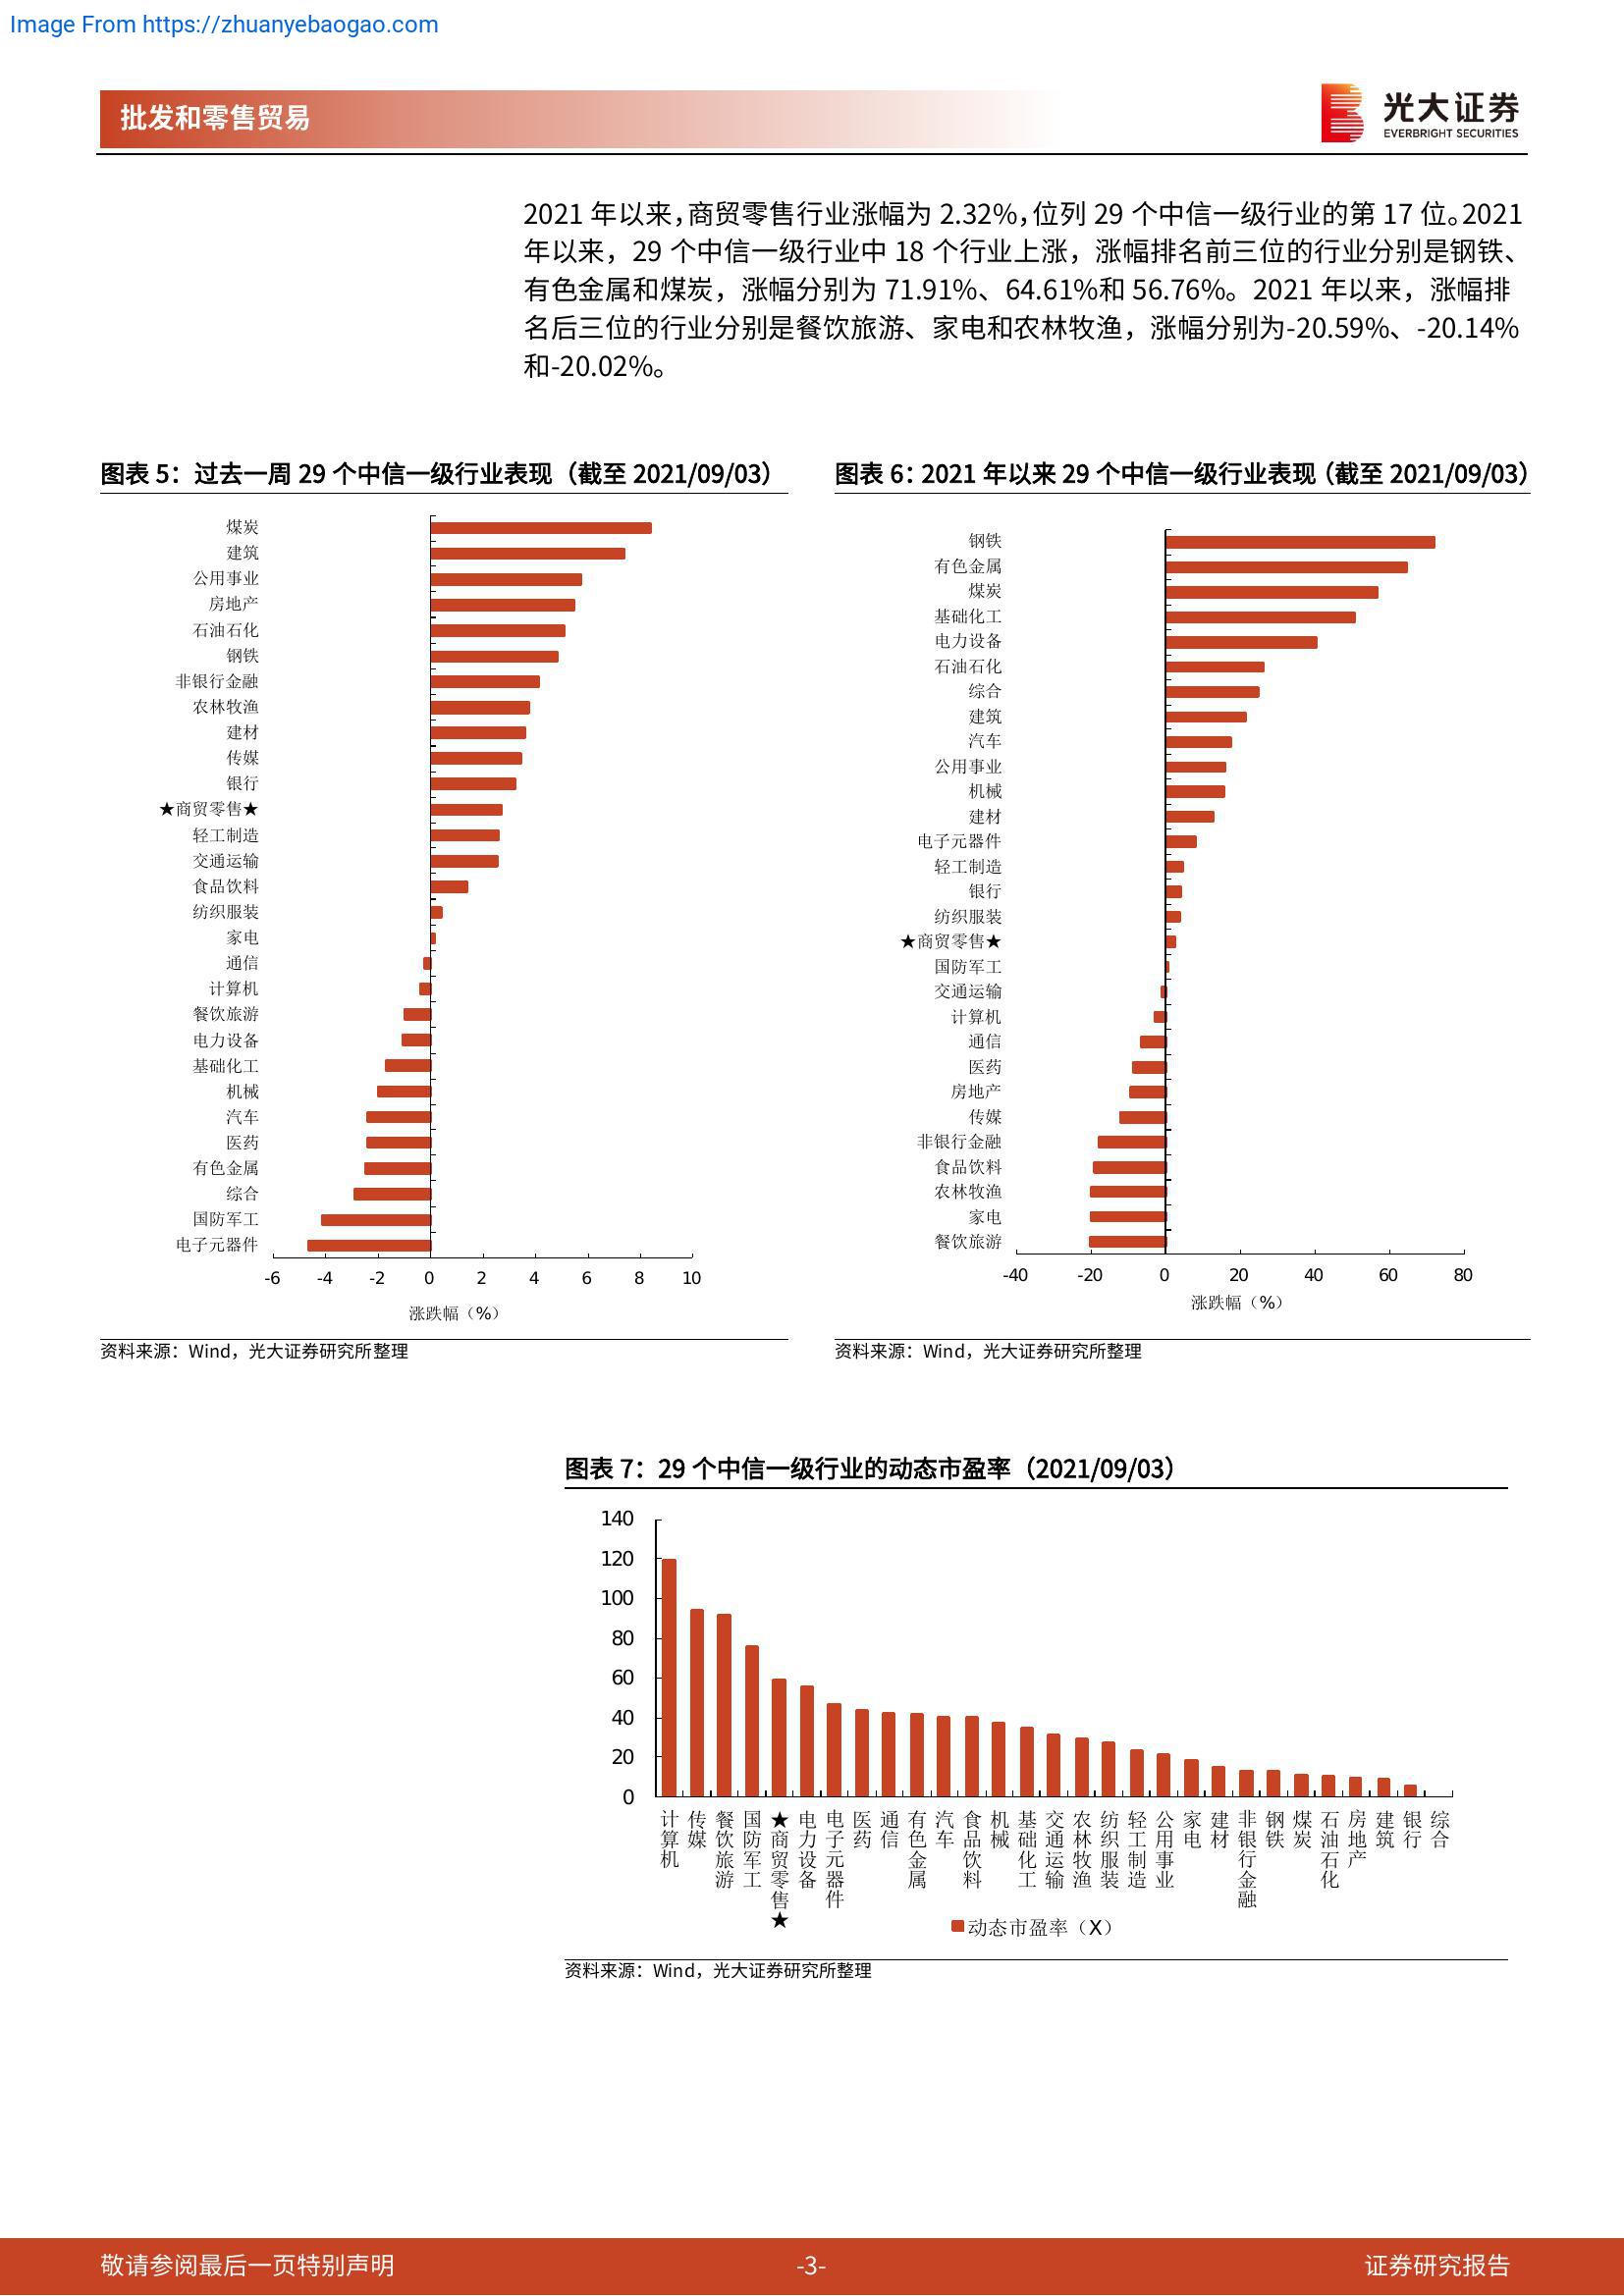 Image From https://zhuanyebaogao.com
批发和零售贸易
光大证券
EVERBRIGHT SECURITIES
2021 年以来，商贸零售行业涨幅为 2.32%，位列 29 个中信一级行业的第 17 位。2021
年以来，29 个中信一级行业中 18 个行业上涨，涨幅排名前三位的行业分别是钢铁、
有色金属和煤炭，涨幅分别为 71.91%、64.61%和 56.76%。2021 年以来，涨幅排
名后三位的行业分别是餐饮旅游、家电和农林牧渔，涨幅分别为-20.59%、-20.14%
和-20.02%。
图表 5：过去一周 29 个中信一级行业表现（截至 2021/09/03）
煤炭
建筑
公用事业
房地产
石油石化
钢铁
非银行金融
农林牧渔
建材
传媒
银行
★商贸零售★
轻工制造
交通运输
食品饮料
纺织服装
家电
通信
计算机
餐饮旅游
电力设备
基础化工
机械
汽车
医药
有色金属
综合
国防军工
电子元器件
-6 -4 -2 0 2 4 6 8 10
涨跌幅（%）
资料来源：Wind，光大证券研究所整理
图表 6：2021 年以来 29 个中信一级行业表现（截至 2021/09/03）
钢铁
有色金属
煤炭
基础化工
电力设备
石油石化
综合
建筑
汽车
公用事业
机械
建材
电子元器件
轻工制造
银行
纺织服装
★商贸零售★
国防军工
交通运输
计算机
通信
医药
房地产
传媒
非银行金融
食品饮料
农林牧渔
家电
餐饮旅游
-40 -20 0 20 40 60 80
涨跌幅（%）
资料来源：Wind，光大证券研究所整理
图表 7：29 个中信一级行业的动态市盈率（2021/09/03）
140
120
100
80
60
40
20
0
计算机
传媒
餐饮旅游
国防军工
★商贸零售★
电力设备
电子元器件
医药
通信
有色金属
汽车
食品饮料
机械
基础化工
交通运输
农林牧渔
纺织服装
轻工制造
公用事业
家电
建材
非银行金融
钢铁
煤炭
石油石化
房地产
建筑
银行
综合
动态市盈率（X）
资料来源：Wind，光大证券研究所整理
敬请参阅最后一页特别声明
-3-
证券研究报告